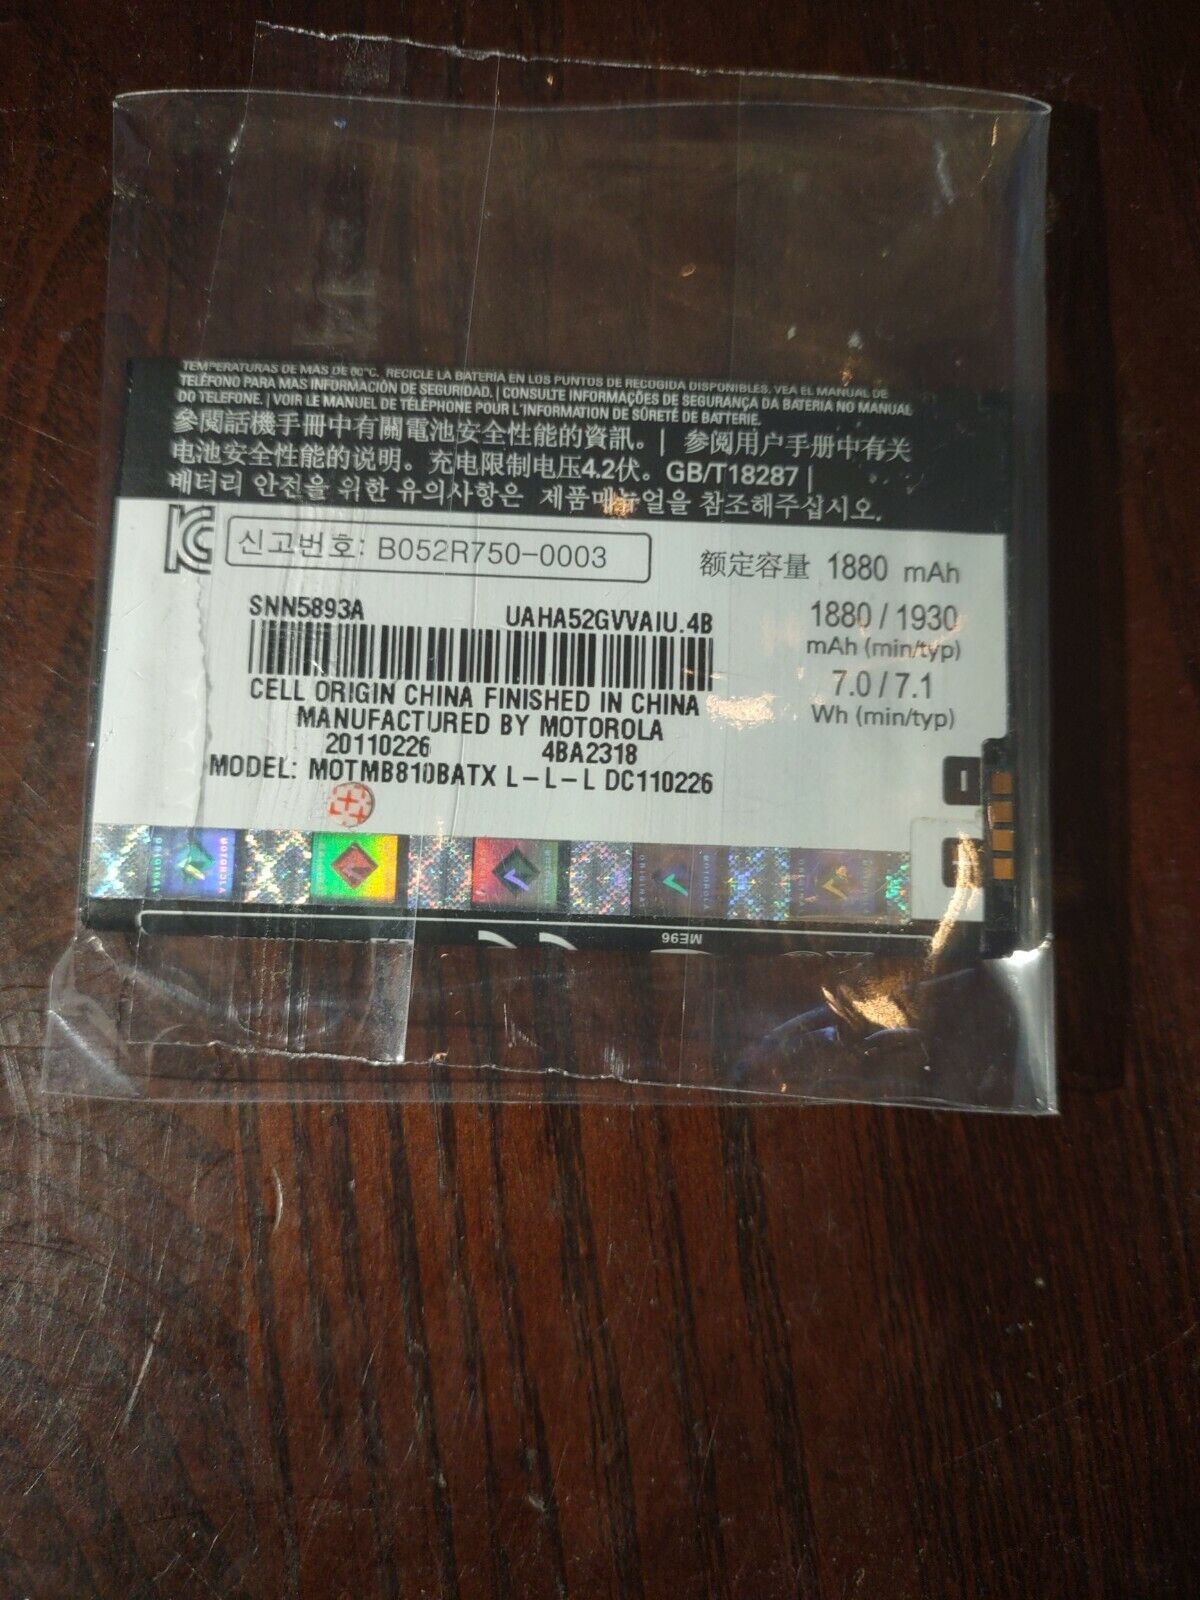 TEMPERATURAS DE MÁS DE 60°C. RECICLE LA BATERÍA EN LOS PUNTOS DE RECOGIDA DISPONIBLES. VEA EL MANUAL DE
TELÉFONO PARA MÁS INFORMACIÓN DE SEGURIDAD. | CONSULTE INFORMAÇÕES DE SEGURANÇA DA BATERIA NO MANUAL
DO TELEFONE. | VOIR LE MANUEL DE TÉLÉPHONE POUR L'INFORMATION DE SÛRETÉ DE BATTERIE.
參閱話機手冊中有關電池安全性能的資訊。| 参阅用户手册中有关
电池安全性能的说明。充电限制电压4.2伏。GB/T18287 |
배터리 안전을 위한 유의사항은 제품매뉴얼을 참조해주십시오.
신고번호: B052R750-0003
额定容量 1880 mAh
SNN5893A UAHA52GVVAIU.4B
1880 / 1930
mAh (min/typ)
7.0 / 7.1
Wh (min/typ)
CELL ORIGIN CHINA FINISHED IN CHINA
MANUFACTURED BY MOTOROLA
20110226 4BA2318
MODEL: MOTMB810BATX L-L-L DC110226
ORIGINAL MOTOROLA
ORIGINAL MOTOROLA
ME96